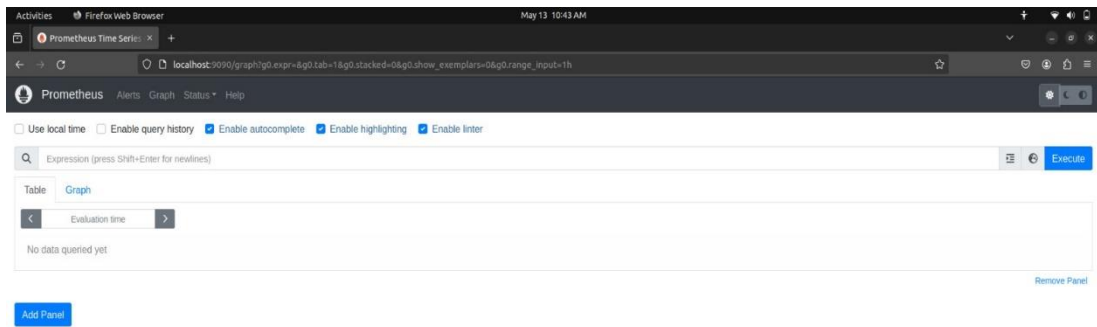 Activities Firefox Web Browser May 13 10:43 AM
Prometheus Time Series
localhost:9090/graph?g0.expr=&g0.tab=1&g0.stacked=0&g0.show_exemplars=0&g0.range_input=1h
Prometheus Alerts Graph Status Help
Use local time Enable query history Enable autocomplete Enable highlighting Enable linter
Expression (press Shift+Enter for newlines) Execute
Table Graph
Evaluation time
No data queried yet
Remove Panel
Add Panel